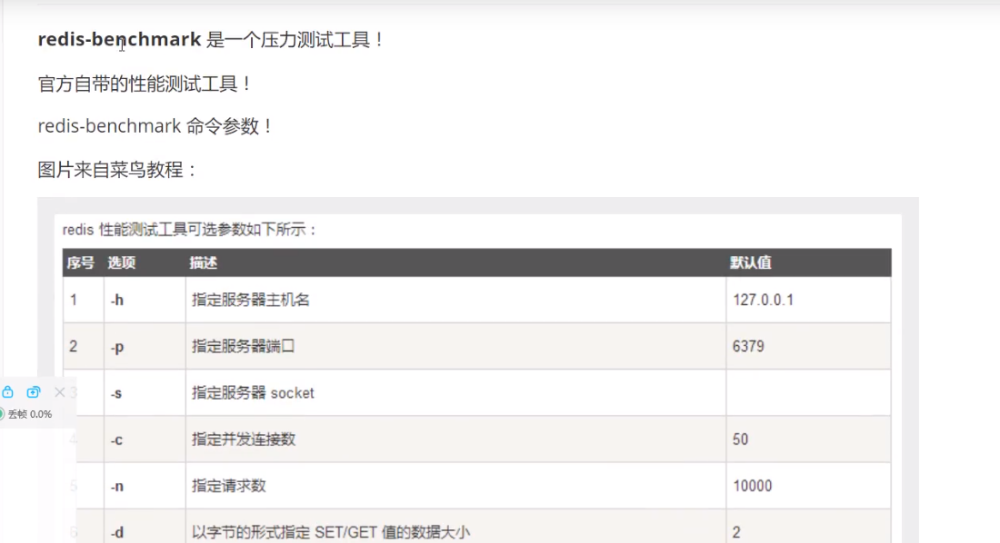 redis-benchmark 是一个压力测试工具！
官方自带的性能测试工具！
redis-benchmark 命令参数！
图片来自菜鸟教程：
redis 性能测试工具可选参数如下所示：
序号 选项 描述 默认值
1 -h 指定服务器主机名 127.0.0.1
2 -p 指定服务器端口 6379
3 -s 指定服务器 socket
4 -c 指定并发连接数 50
5 -n 指定请求数 10000
6 -d 以字节的形式指定 SET/GET 值的数据大小 2
丢帧 0.0%